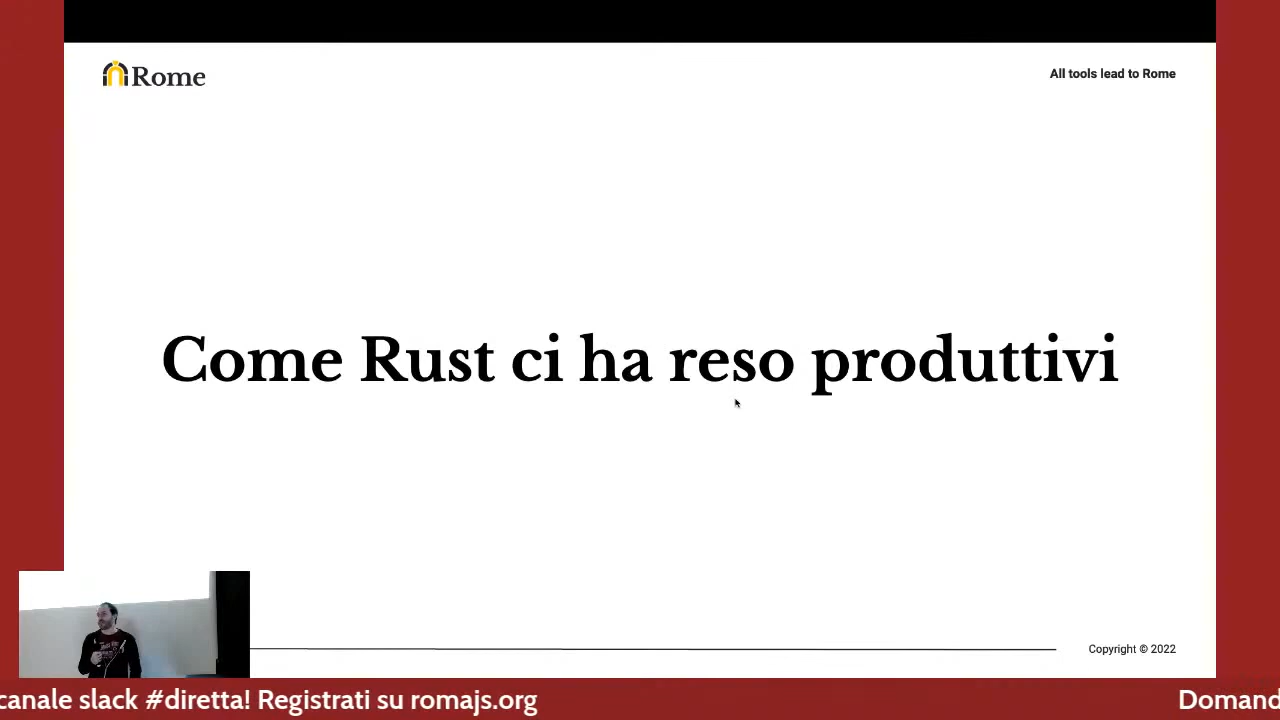 Rome
All tools lead to Rome
Come Rust ci ha reso produttivi
Copyright © 2022
canale slack #diretta! Registrati su romajs.org
Domand